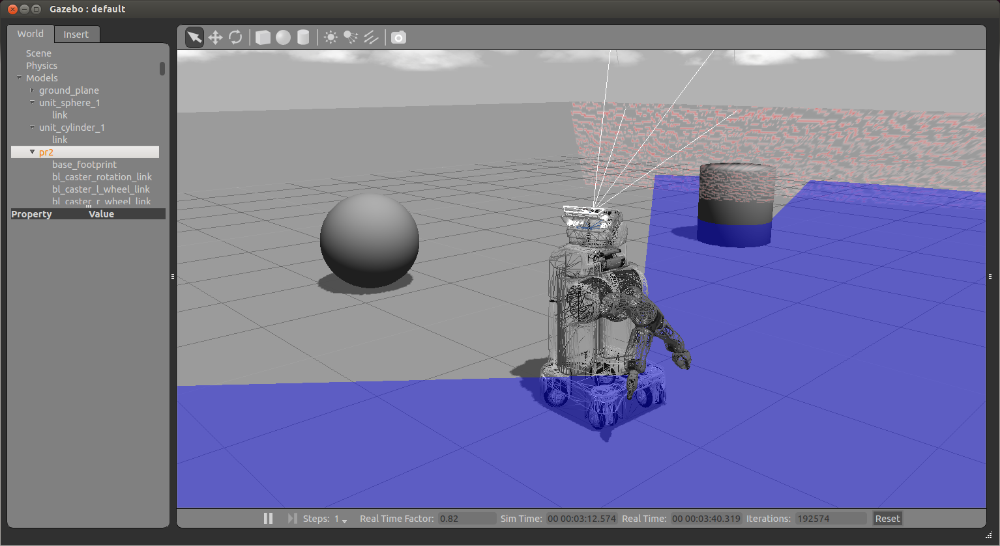 Gazebo : default
World
Insert
Scene
Physics
Models
ground_plane
unit_sphere_1
link
unit_cylinder_1
link
pr2
base_footprint
bl_caster_rotation_link
bl_caster_l_wheel_link
bl_caster_r_wheel_link
Property Value
Steps: 1 Real Time Factor: 0.82 Sim Time: 00 00:03:12.574 Real Time: 00 00:03:40.319 Iterations: 192574 Reset